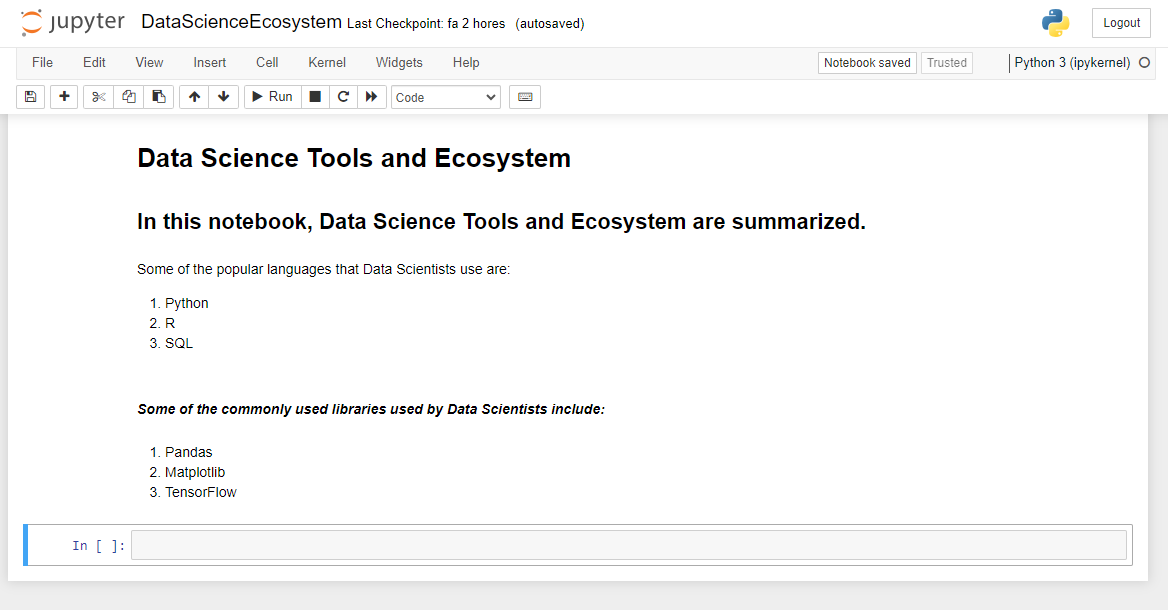 jupyter DataScienceEcosystem Last Checkpoint: fa 2 hores (autosaved) Logout
File Edit View Insert Cell Kernel Widgets Help Notebook saved Trusted Python 3 (ipykernel)
Run Code
Data Science Tools and Ecosystem
In this notebook, Data Science Tools and Ecosystem are summarized.
Some of the popular languages that Data Scientists use are:
1. Python
2. R
3. SQL
Some of the commonly used libraries used by Data Scientists include:
1. Pandas
2. Matplotlib
3. TensorFlow
In [ ]: